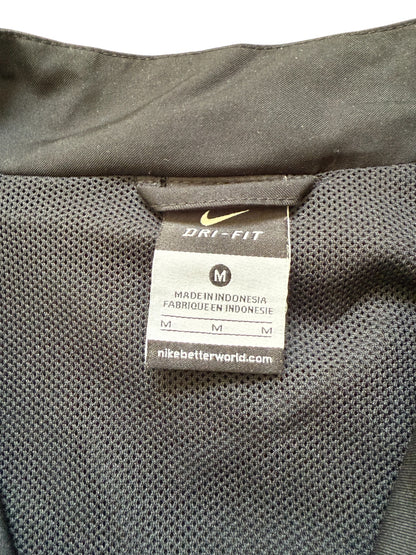 DRI-FIT
M
MADE IN INDONESIA
FABRIQUE EN INDONESIE
M M M
nikebetterworld.com